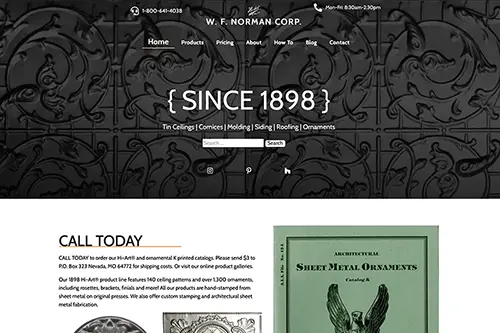 1-800-641-4038
Mon-Fri 8:30am-2:30pm
W. F. NORMAN CORP.
Home Products Pricing About How To Blog Contact
{ SINCE 1898 }
Tin Ceilings | Cornices | Molding | Siding | Roofing | Ornaments
Search... Search
CALL TODAY
CALL TODAY to order our Hi-Art® and ornamental K printed catalogs. Please send $3 to
P.O. Box 323 Nevada, MO 64772 for shipping costs. Or visit our online product galleries.
Our 1898 Hi-Art® product line features 140 ceiling patterns and over 1,300 ornaments,
including rosettes, brackets, finials and more! All our products are hand-stamped from
sheet metal on original presses. We also offer custom stamping and architectural sheet
metal fabrication.
A.I.A. File No. 12-I
ARCHITECTURAL
SHEET METAL ORNAMENTS
Catalog K